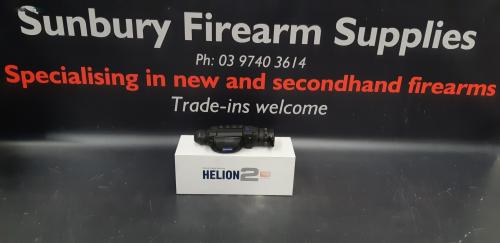 Sunbury Firearm Supplies
Ph: 03 9740 3614
Specialising in new and secondhand firearms
Trade-ins welcome
HELION 2